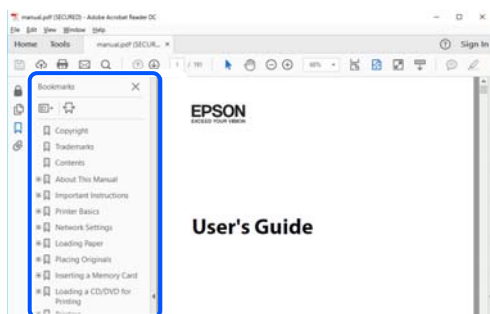 manual.pdf (SECURED) - Adobe Acrobat Reader DC
File Edit View Window Help
Home Tools manual.pdf (SECUR... × Sign In
1 / 191
Bookmarks
Copyright
Trademarks
Contents
About This Manual
Important Instructions
Printer Basics
Network Settings
Loading Paper
Placing Originals
Inserting a Memory Card
Loading a CD/DVD for
Printing
Printing
EPSON
EXCEED YOUR VISION
User's Guide